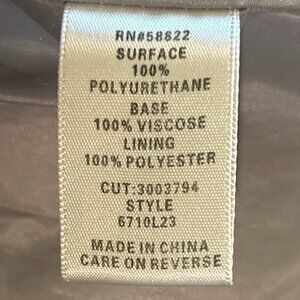 RN#58822
SURFACE
100%
POLYURETHANE
BASE
100% VISCOSE
LINING
100% POLYESTER
CUT:3003794
STYLE
6710L23
MADE IN CHINA
CARE ON REVERSE